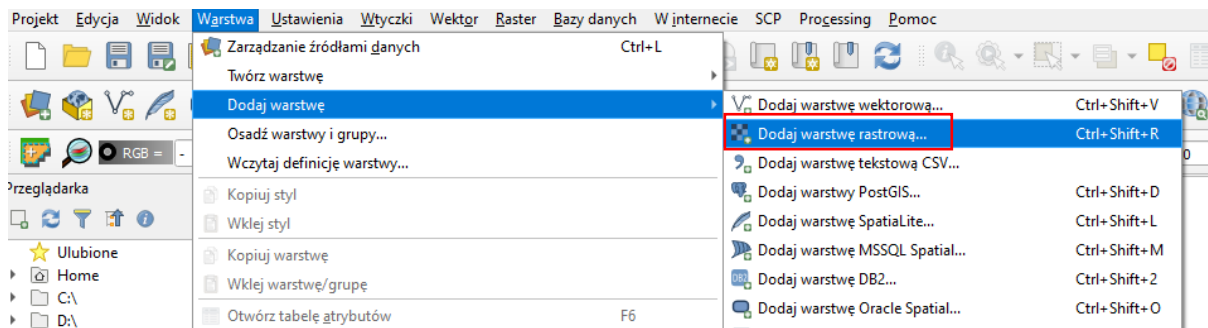 Projekt Edycja Widok Warstwa Ustawienia Wtyczki Wektor Raster Bazy danych W internecie SCP Processing Pomoc
Zarządzanie źródłami danych Ctrl+L
Twórz warstwę
Dodaj warstwę
Dodaj warstwę wektorową... Ctrl+Shift+V
Osadź warstwy i grupy...
Dodaj warstwę rastrową... Ctrl+Shift+R
RGB = -
0
Wczytaj definicję warstwy...
Dodaj warstwę tekstową CSV...
Przeglądarka
Kopiuj styl
Dodaj warstwy PostGIS... Ctrl+Shift+D
Wklej styl
Dodaj warstwę SpatiaLite... Ctrl+Shift+L
Ulubione
Kopiuj warstwę
Dodaj warstwę MSSQL Spatial... Ctrl+Shift+M
Home
Wklej warstwę/grupę
DB2 Dodaj warstwę DB2... Ctrl+Shift+2
C:\
D:\
Otwórz tabelę atrybutów F6
Dodaj warstwę Oracle Spatial... Ctrl+Shift+O